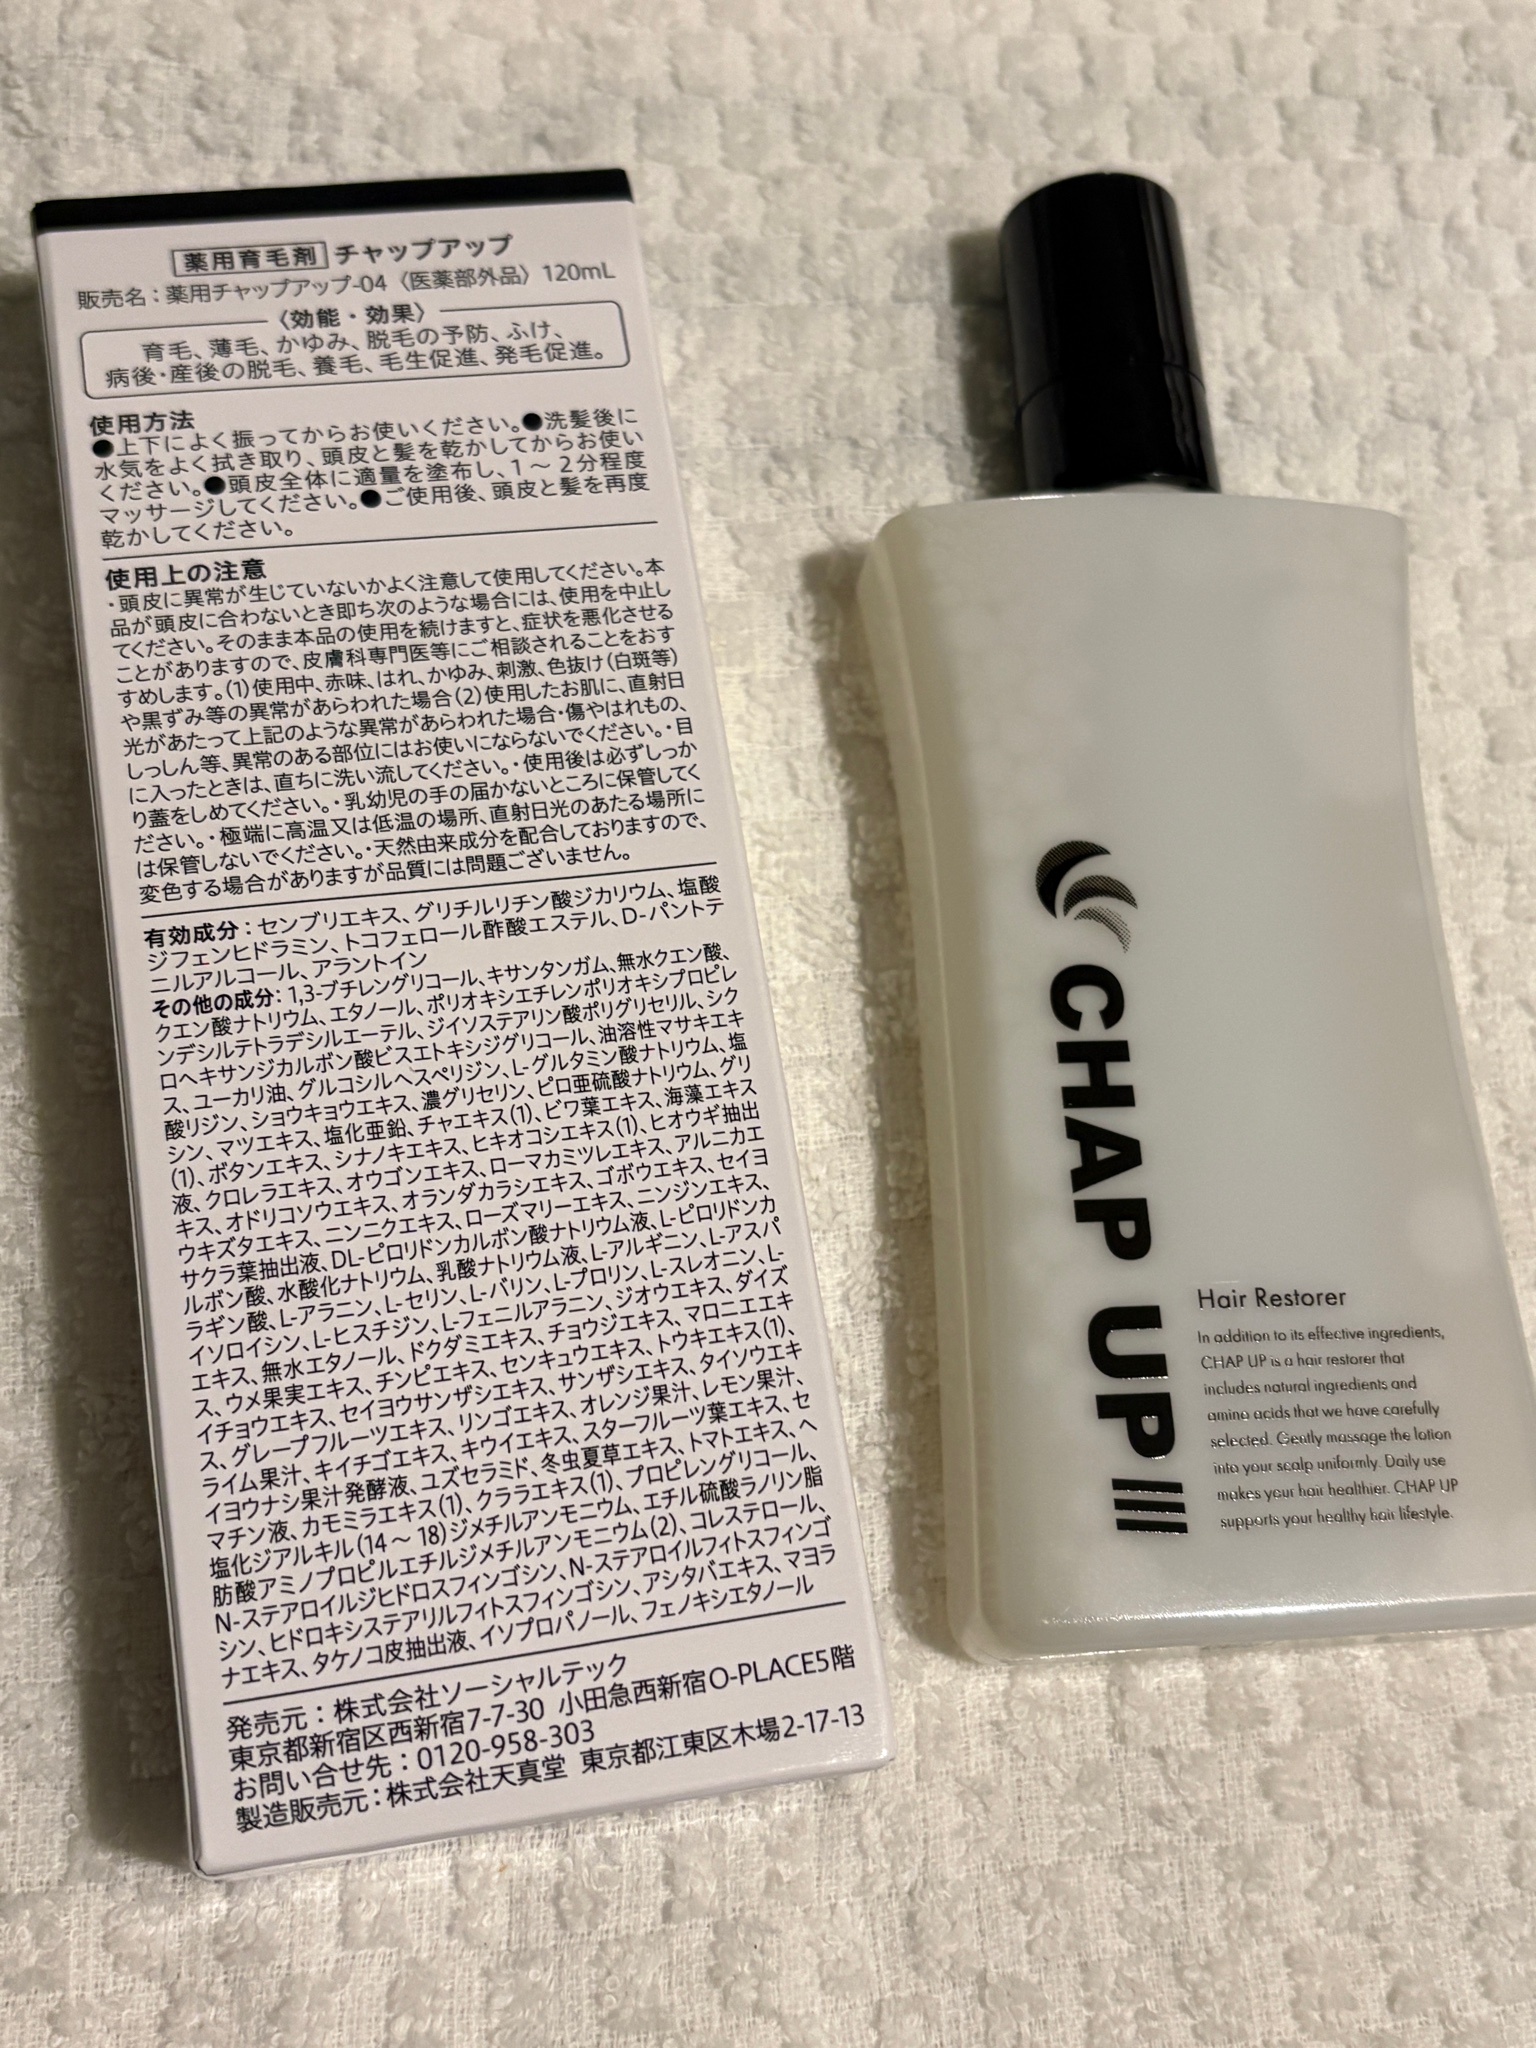 薬用育毛剤 チャップアップ
販売名：薬用チャップアップ-04〈医薬部外品〉120mL
〈効能・効果〉
育毛、薄毛、かゆみ、脱毛の予防、ふけ、
病後・産後の脱毛、養毛、毛生促進、発毛促進。
使用方法
●上下によく振ってからお使いください。●洗髪後に
水気をよく拭き取り、頭皮と髪を乾かしてからお使い
ください。●頭皮全体に適量を塗布し、1～2分程度
マッサージしてください。●ご使用後、頭皮と髪を再度
乾かしてください。
使用上の注意
・頭皮に異常が生じていないかよく注意して使用してください。本
品が頭皮に合わないとき即ち次のような場合には、使用を中止し
てください。そのまま本品の使用を続けますと、症状を悪化させる
ことがありますので、皮膚科専門医等にご相談されることをおす
すめします。(1)使用中、赤味、はれ、かゆみ、刺激、色抜け(白斑等)
や黒ずみ等の異常があらわれた場合(2)使用したお肌に、直射日
光があたって上記のような異常があらわれた場合・傷やはれもの、
しっしん等、異常のある部位にはお使いにならないでください。・目
に入ったときは、直ちに洗い流してください。・使用後は必ずしっか
り蓋をしめてください。・乳幼児の手の届かないところに保管してく
ださい。・極端に高温又は低温の場所、直射日光のあたる場所に
は保管しないでください。・天然由来成分を配合しておりますので、
変色する場合がありますが品質には問題ございません。
有効成分：センブリエキス、グリチルリチン酸ジカリウム、塩酸
ジフェンヒドラミン、トコフェロール酢酸エステル、D-パントテ
ニルアルコール、アラントイン
その他の成分：1,3-ブチレングリコール、キサンタンガム、無水クエン酸、
クエン酸ナトリウム、エタノール、ポリオキシエチレンポリオキシプロピレ
ンデシルテトラデシルエーテル、ジイソステアリン酸ポリグリセリル、シク
ロヘキサンジカルボン酸ビスエトキシジグリコール、油溶性マサキエキ
ス、ユーカリ油、グルコシルヘスペリジン、L-グルタミン酸ナトリウム、塩
酸リジン、ショウキョウエキス、濃グリセリン、ピロ亜硫酸ナトリウム、グリ
シン、マツエキス、塩化亜鉛、チャエキス(1)、ビワ葉エキス、海藻エキス
(1)、ボタンエキス、シナノキエキス、ヒキオコシエキス(1)、ヒオウギ抽出
液、クロレラエキス、オウゴンエキス、ローマカミツレエキス、アルニカエ
キス、オドリコソウエキス、オランダカラシエキス、ゴボウエキス、セイヨ
ウキズタエキス、ニンニクエキス、ローズマリーエキス、ニンジンエキス、
サクラ葉抽出液、DL-ピロリドンカルボン酸ナトリウム液、L-ピロリドンカ
ルボン酸、水酸化ナトリウム、乳酸ナトリウム液、L-アルギニン、L-アスパ
ラギン酸、L-アラニン、L-セリン、L-バリン、L-プロリン、L-スレオニン、L-
イソロイシン、L-ヒスチジン、L-フェニルアラニン、ジオウエキス、ダイズ
エキス、無水エタノール、ドクダミエキス、チョウジエキス、マロニエエキ
ス、ウメ果実エキス、チンピエキス、センキュウエキス、トウキエキス(1)、
イチョウエキス、セイヨウサンザシエキス、サンザシエキス、タイソウエキ
ス、グレープフルーツエキス、リンゴエキス、オレンジ果汁、レモン果汁、
ライム果汁、キイチゴエキス、キウイエキス、スターフルーツ葉エキス、セ
イヨウナシ果汁発酵液、ユズセラミド、冬虫夏草エキス、トマトエキス、ヘ
マチン液、カモミラエキス(1)、クララエキス(1)、プロピレングリコール、
塩化ジアルキル(14～18)ジメチルアンモニウム、エチル硫酸ラノリン脂
肪酸アミノプロピルエチルジメチルアンモニウム(2)、コレステロール、
N-ステアロイルジヒドロスフィンゴシン、N-ステアロイルフィトスフィンゴ
シン、ヒドロキシステアリルフィトスフィンゴシン、アシタバエキス、マヨラ
ナエキス、タケノコ皮抽出液、イソプロパノール、フェノキシエタノール
発売元：株式会社ソーシャルテック
東京都新宿区西新宿7-7-30 小田急西新宿O-PLACE5階
お問い合せ先：0120-958-303
製造販売元：株式会社天真堂 東京都江東区木場2-17-13
CHAP UP
Hair Restorer
In addition to its effective ingredients,
CHAP UP is a hair restorer that
includes natural ingredients and
amino acids that we have carefully
selected. Gently massage the lotion
into your scalp uniformly. Daily use
makes your hair healthier. CHAP UP
supports your healthy hair lifestyle.